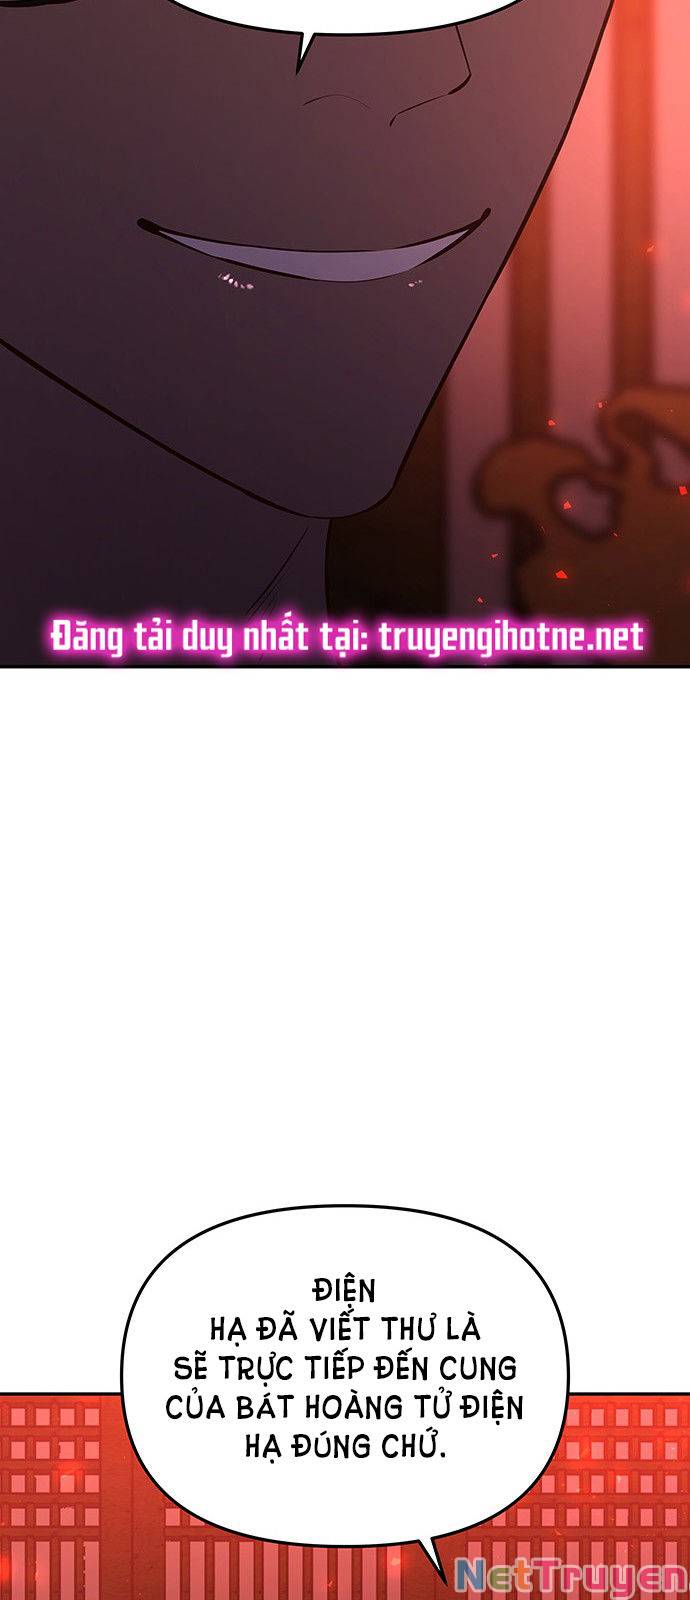 Đăng tải duy nhất tại: truyengihotne.net
ĐIỆN
HẠ ĐÃ VIẾT THƯ LÀ
SẼ TRỰC TIẾP ĐẾN CUNG
CỦA BÁT HOÀNG TỬ ĐIỆN
HẠ ĐÚNG CHỨ.
NetTruyen